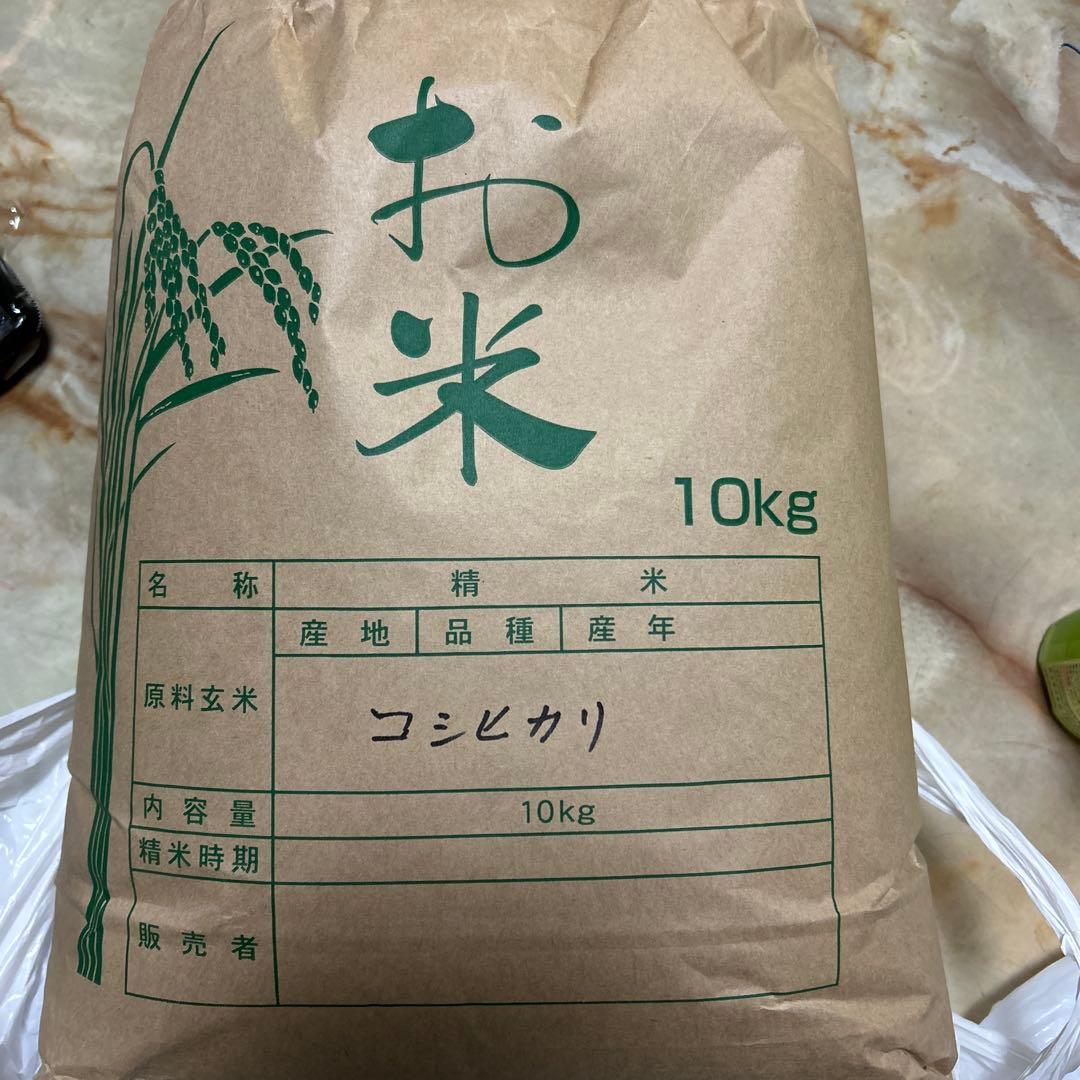 お米
10kg
名称 精米
産地 品種 産年
原料玄米 コシヒカリ
内容量 10kg
精米時期
販売者